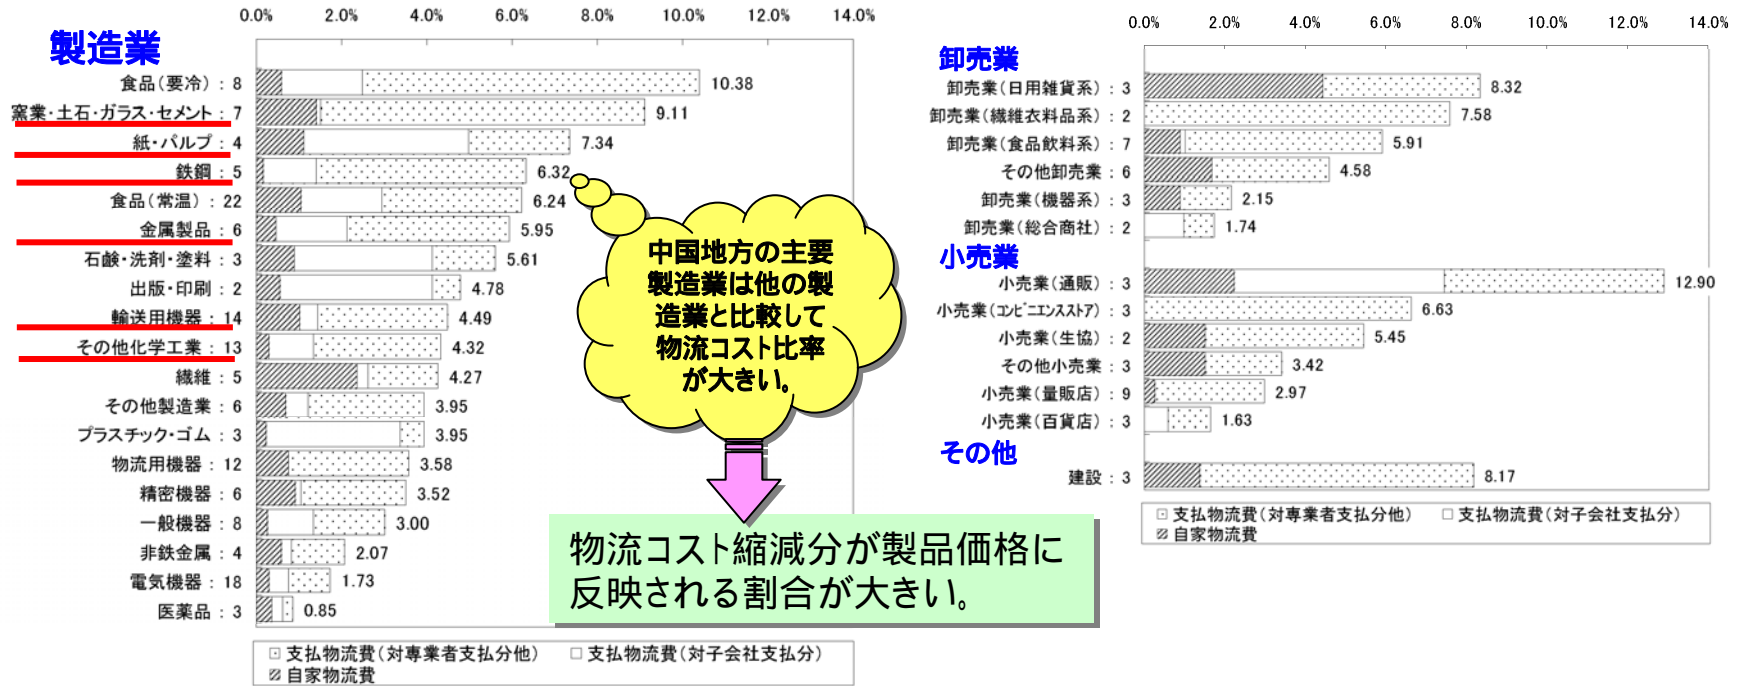 0.0% 2.0% 4.0% 6.0% 8.0% 10.0% 12.0% 14.0%
製造業
食品(要冷) : 8 10.38
窯業・土石・ガラス・セメント : 7 9.11
紙・パルプ : 4 7.34
鉄鋼 : 5 6.32
食品(常温) : 22 6.24
金属製品 : 6 5.95
石鹸・洗剤・塗料 : 3 5.61
出版・印刷 : 2 4.78
輸送用機器 : 14 4.49
その他化学工業 : 13 4.32
繊維 : 5 4.27
その他製造業 : 6 3.95
プラスチック・ゴム : 3 3.95
物流用機器 : 12 3.58
精密機器 : 6 3.52
一般機器 : 8 3.00
非鉄金属 : 4 2.07
電気機器 : 18 1.73
医薬品 : 3 0.85
支払物流費(対専業者支払分他) 支払物流費(対子会社支払分)
自家物流費
中国地方の主要
製造業は他の製
造業と比較して
物流コスト比率
が大きい。
物流コスト縮減分が製品価格に
反映される割合が大きい。
0.0% 2.0% 4.0% 6.0% 8.0% 10.0% 12.0% 14.0%
卸売業
卸売業(日用雑貨系) : 3 8.32
卸売業(繊維衣料品系) : 2 7.58
卸売業(食品飲料系) : 7 5.91
その他卸売業 : 6 4.58
卸売業(機器系) : 3 2.15
卸売業(総合商社) : 2 1.74
小売業
小売業(通販) : 3 12.90
小売業(コンビニエンスストア) : 3 6.63
小売業(生協) : 2 5.45
その他小売業 : 3 3.42
小売業(量販店) : 9 2.97
小売業(百貨店) : 3 1.63
その他
建設 : 3 8.17
支払物流費(対専業者支払分他) 支払物流費(対子会社支払分)
自家物流費